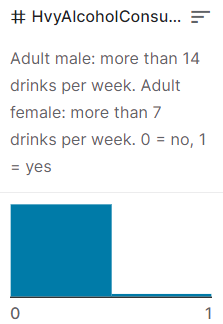 # HvyAlcoholConsu...
Adult male: more than 14
drinks per week. Adult
female: more than 7
drinks per week. 0 = no, 1
= yes
0 1